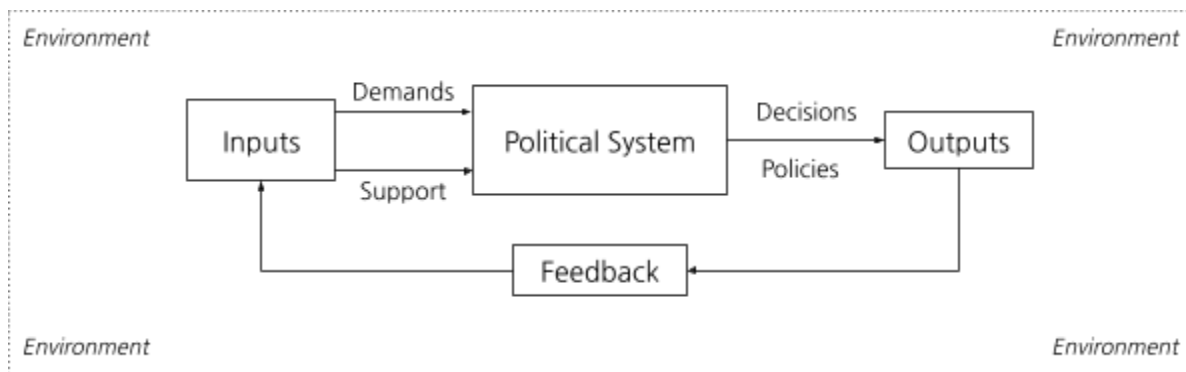 Environment
Environment
Demands
Inputs
Political System
Decisions
Outputs
Support
Policies
Feedback
Environment
Environment